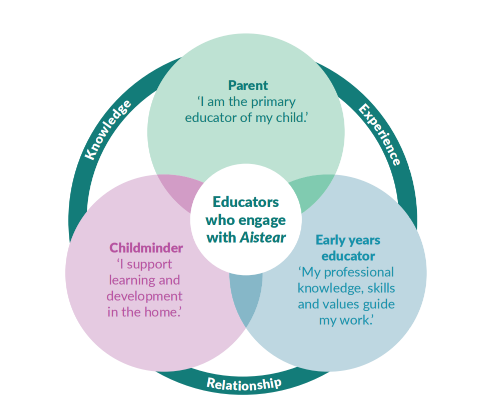 Parent
‘I am the primary
educator of my child.’
Knowledge
Experience
Educators
who engage
with Aistear
Childminder
‘I support
learning and
development
in the home.’
Early years
educator
‘My professional
knowledge, skills
and values guide
my work.’
Relationship